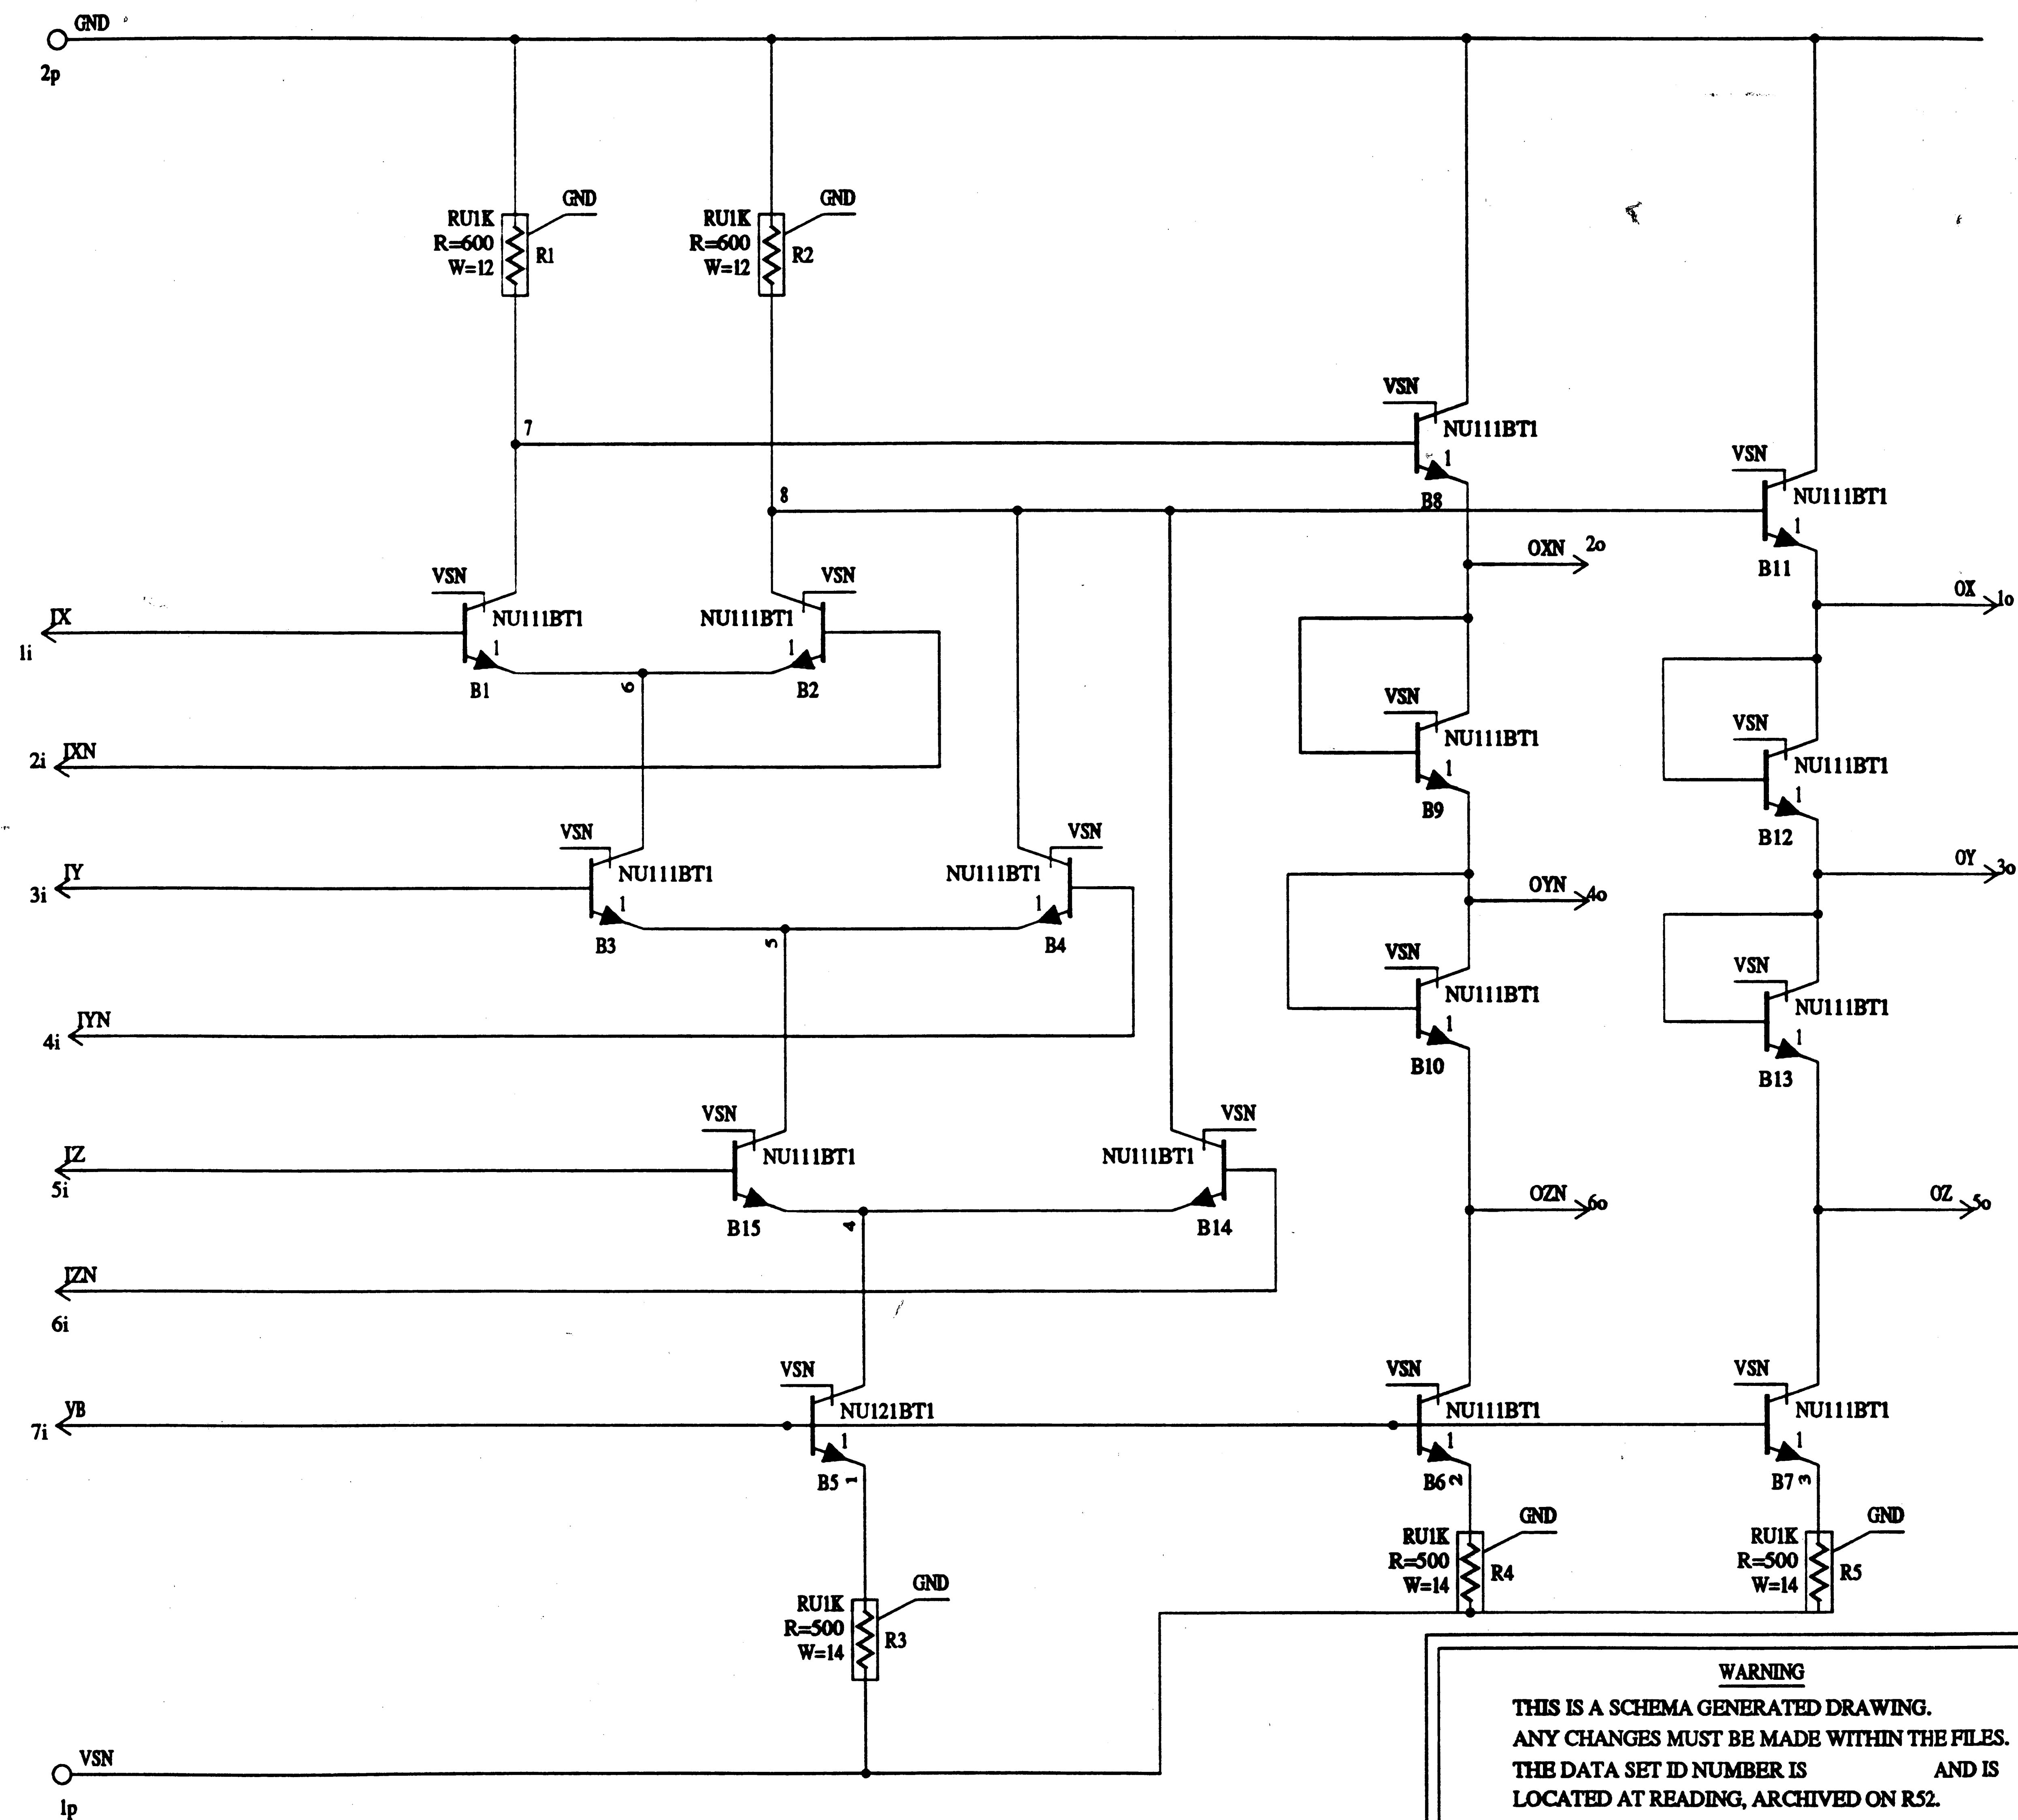 GND
2p
GND
RU1K
R=600
W=12
R1
GND
RU1K
R=600
W=12
R2
VSN
7
NU111BT1
1
B8
VSN
8
NU111BT1
1
B11
OXN 2o
VSN
NU111BT1
1
B1
VSN
NU111BT1
1
B2
OX 1o
IX
1i
6
VSN
NU111BT1
1
B9
VSN
NU111BT1
1
B12
IXN
2i
VSN
NU111BT1
1
B3
VSN
NU111BT1
1
B4
OY 3o
IY
3i
OYN 4o
5
VSN
NU111BT1
1
B10
VSN
NU111BT1
1
B13
IYN
4i
VSN
NU111BT1
1
B15
VSN
NU111BT1
1
B14
IZ
5i
OZN 6o
OZ 5o
4
IZN
6i
VSN
NU121BT1
1
B5
1
VSN
NU111BT1
1
B6
2
VSN
NU111BT1
1
B7
3
VB
7i
GND
RU1K
R=500
W=14
R4
GND
RU1K
R=500
W=14
R5
GND
RU1K
R=500
W=14
R3
VSN
1p
WARNING
THIS IS A SCHEMA GENERATED DRAWING.
ANY CHANGES MUST BE MADE WITHIN THE FILES.
THE DATA SET ID NUMBER IS AND IS
LOCATED AT READING, ARCHIVED ON R52.